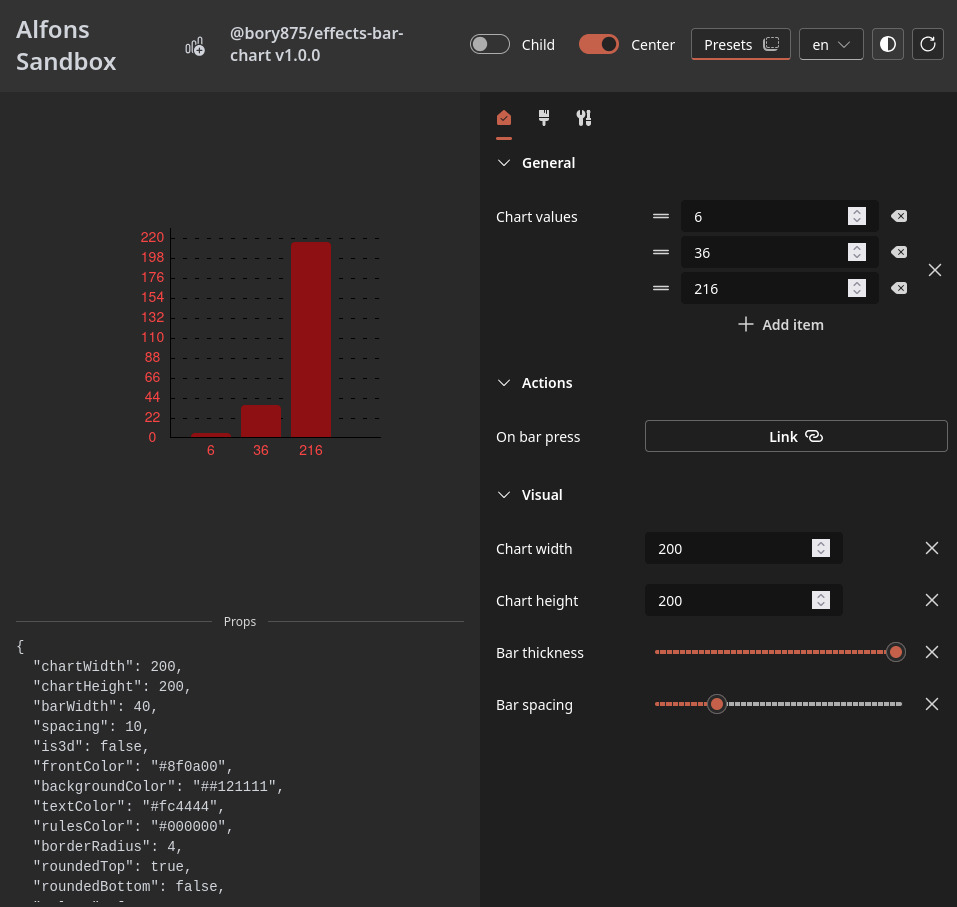 Alfons
Sandbox
@bory875/effects-bar-
chart v1.0.0
Child
Center
Presets
en
220
198
176
154
132
110
88
66
44
22
0
6 36 216
Props
{
"chartWidth": 200,
"chartHeight": 200,
"barWidth": 40,
"spacing": 10,
"is3d": false,
"frontColor": "#8f0a00",
"backgroundColor": "##121111",
"textColor": "#fc4444",
"rulesColor": "#000000",
"borderRadius": 4,
"roundedTop": true,
"roundedBottom": false,
General
Chart values
6
36
216
Add item
Actions
On bar press
Link
Visual
Chart width
200
Chart height
200
Bar thickness
Bar spacing